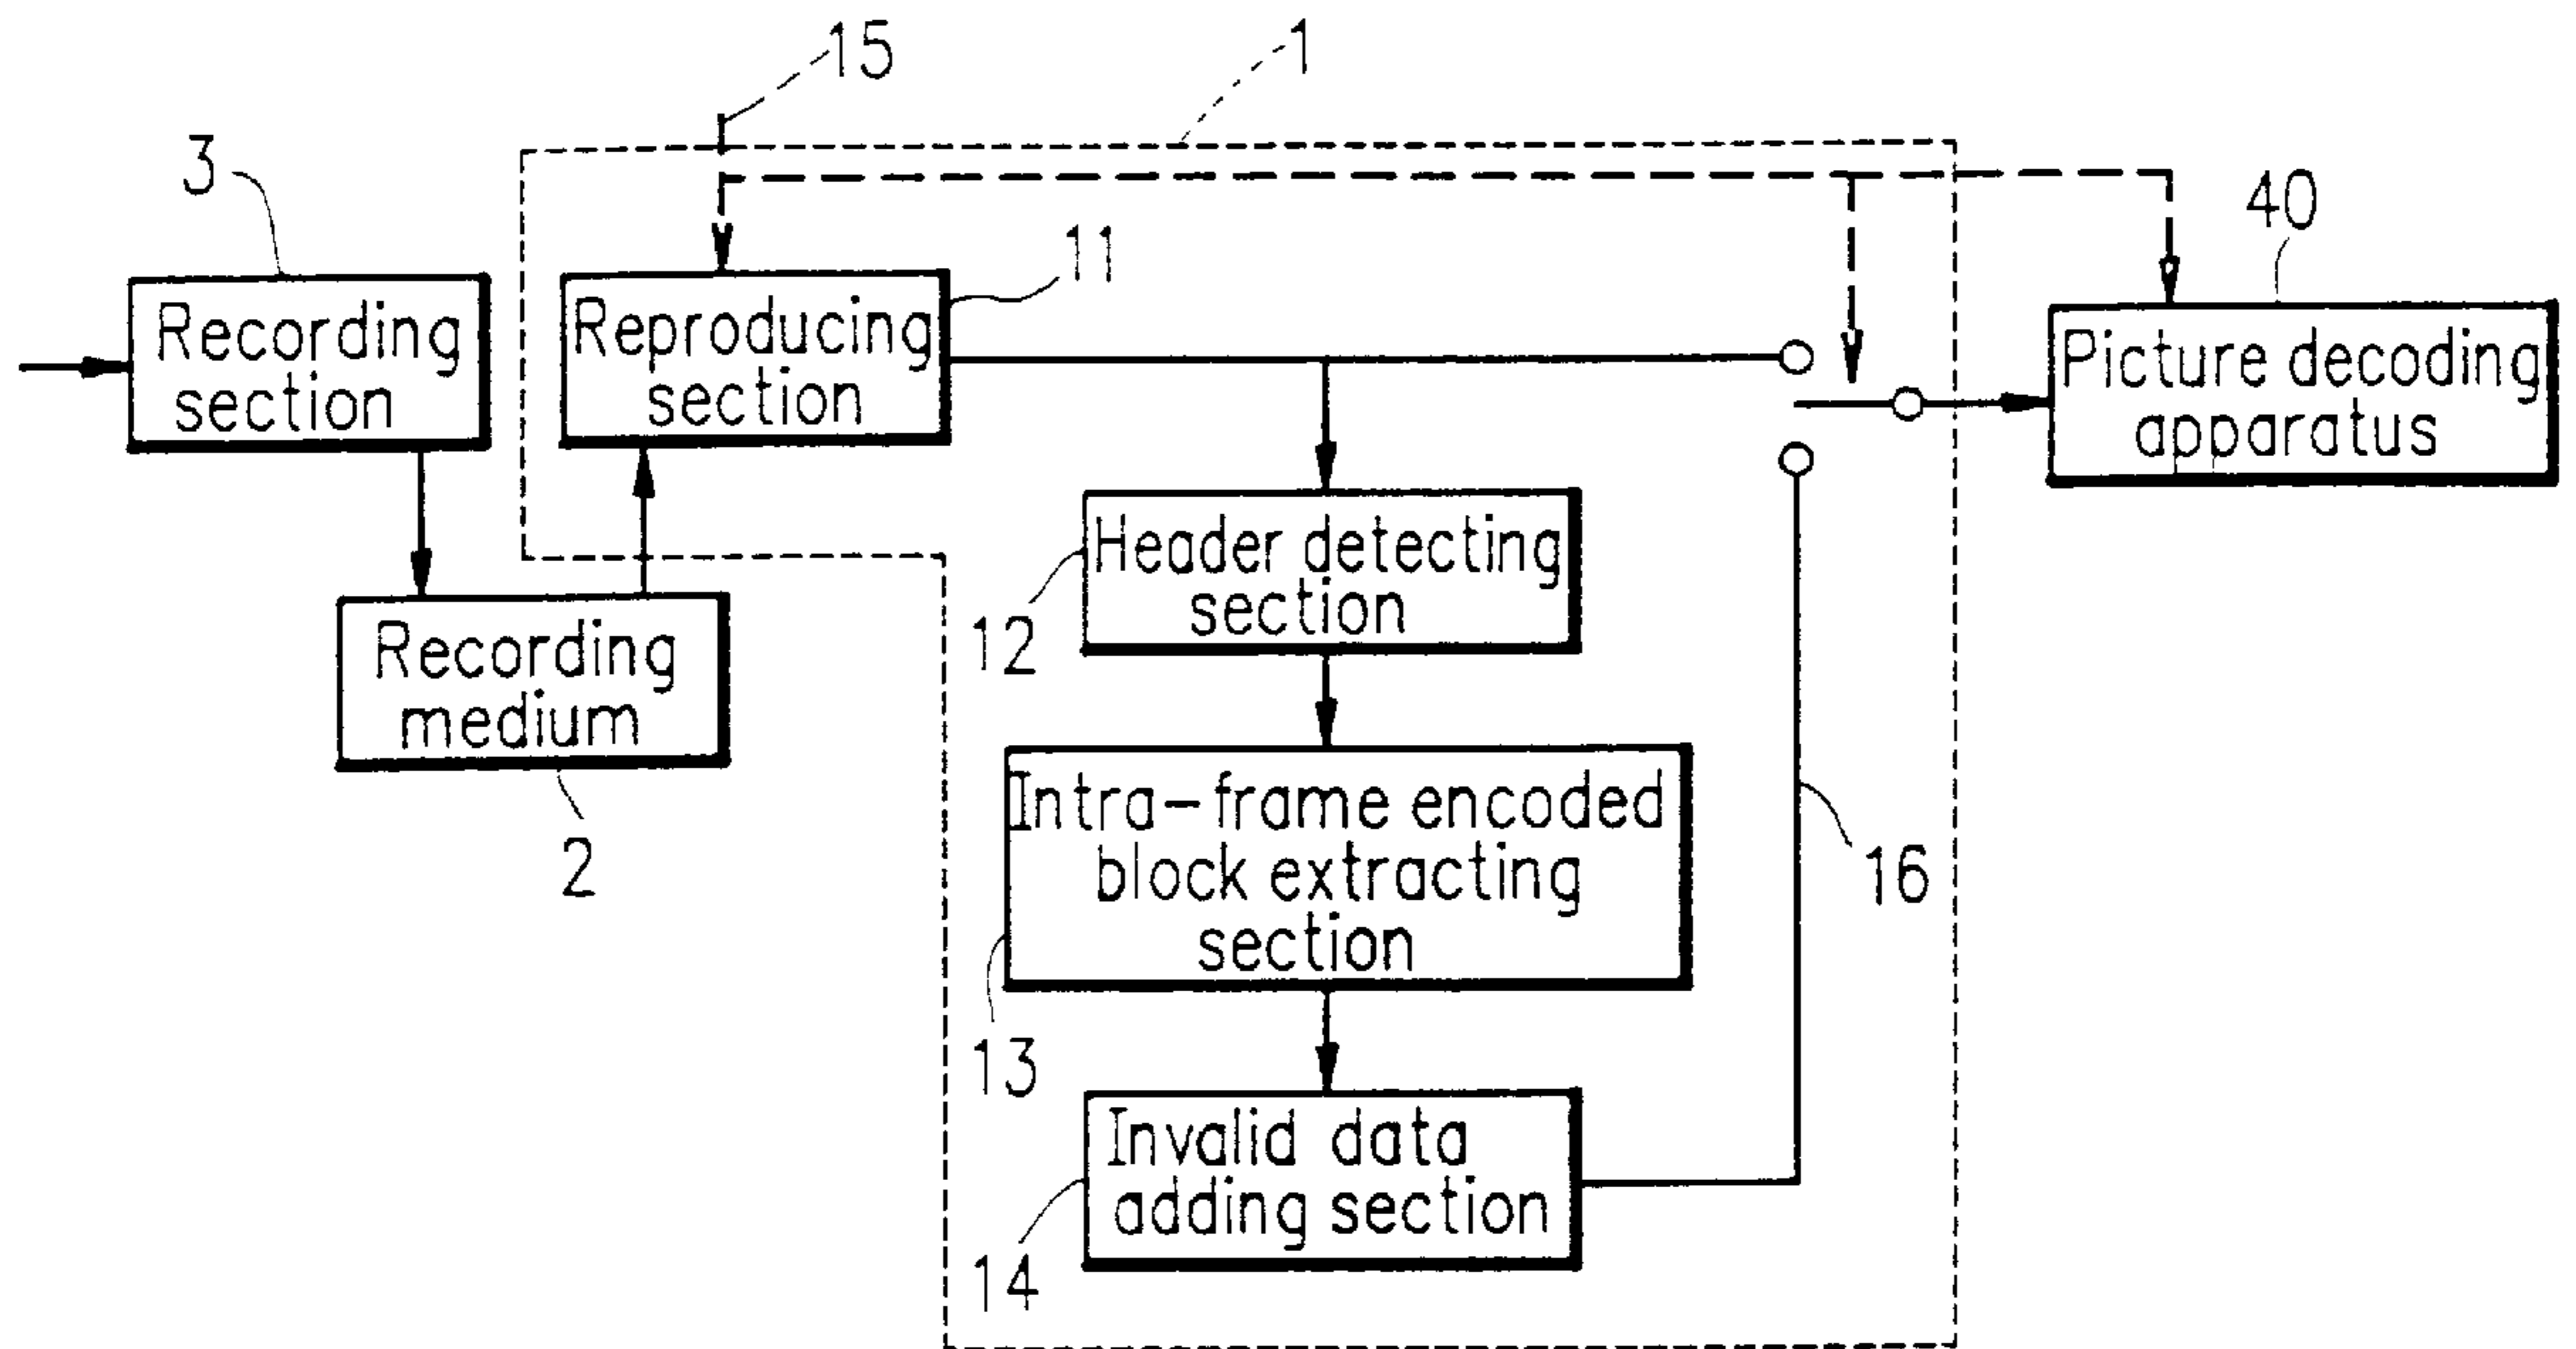 15
1
3
11
40
Recording
section
Reproducing
section
Picture decoding
apparatus
Header detecting
section
12
Recording
medium
2
Intra-frame encoded
block extracting
section
16
13
Invalid data
adding section
14